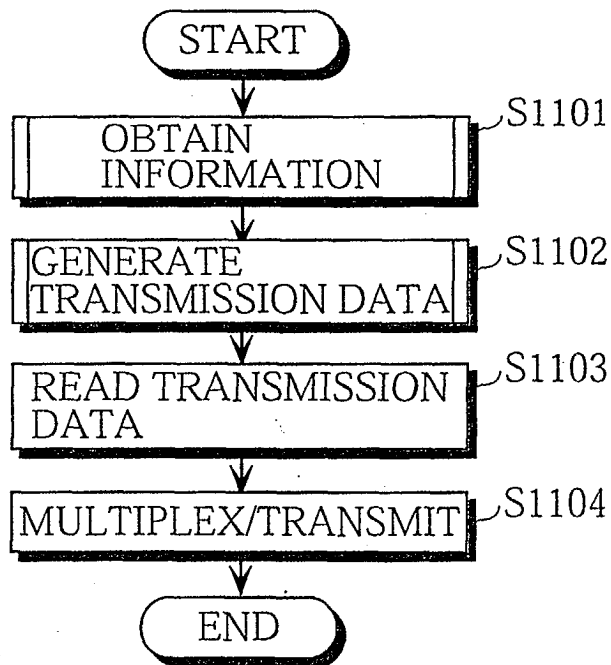 START
S1101
OBTAIN
INFORMATION
S1102
GENERATE
TRANSMISSION DATA
S1103
READ TRANSMISSION
DATA
S1104
MULTIPLEX/TRANSMIT
END